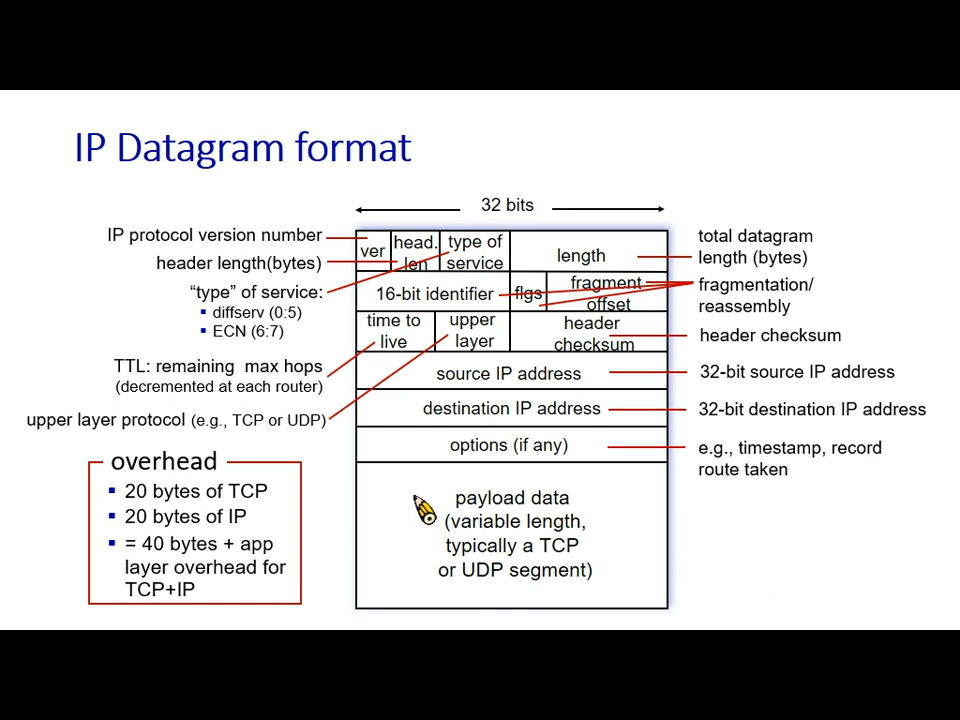 IP Datagram format
32 bits
IP protocol version number
header length(bytes)
"type" of service:
diffserv (0:5)
ECN (6:7)
TTL: remaining max hops
(decremented at each router)
upper layer protocol (e.g., TCP or UDP)
overhead
20 bytes of TCP
20 bytes of IP
= 40 bytes + app
layer overhead for
TCP+IP
ver
head.
len
type of
service
length
16-bit identifier
flgs
fragment
offset
time to
live
upper
layer
header
checksum
source IP address
destination IP address
options (if any)
payload data
(variable length,
typically a TCP
or UDP segment)
total datagram
length (bytes)
fragmentation/
reassembly
header checksum
32-bit source IP address
32-bit destination IP address
e.g., timestamp, record
route taken